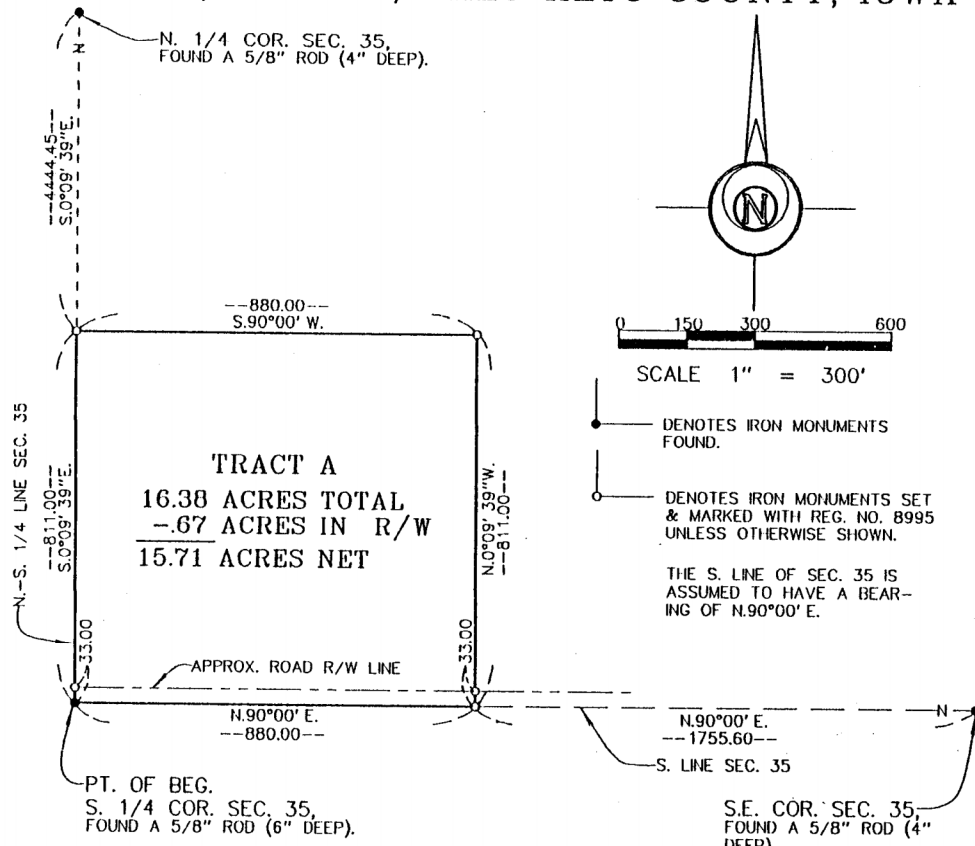 COUNTY, IOWA
N. 1/4 COR. SEC. 35,
FOUND A 5/8" ROD (4" DEEP).
N
--4444.45--
S.0°09' 39"E.
N
0 150 300 600
SCALE 1" = 300'
--880.00--
S.90°00' W.
DENOTES IRON MONUMENTS
FOUND.
DENOTES IRON MONUMENTS SET
& MARKED WITH REG. NO. 8995
UNLESS OTHERWISE SHOWN.
THE S. LINE OF SEC. 35 IS
ASSUMED TO HAVE A BEAR-
ING OF N.90°00' E.
N.-S. 1/4 LINE SEC. 35
--811.00--
S.0°09' 39"E.
TRACT A
16.38 ACRES TOTAL
-.67 ACRES IN R/W
15.71 ACRES NET
N.0°09' 39"W.
--811.00--
33.00
33.00
APPROX. ROAD R/W LINE
N.90°00' E.
--880.00--
N.90°00' E.
--1755.60--
N
S. LINE SEC. 35
PT. OF BEG.
S. 1/4 COR. SEC. 35,
FOUND A 5/8" ROD (6" DEEP).
S.E. COR. SEC. 35,
FOUND A 5/8" ROD (4"
DEEP)